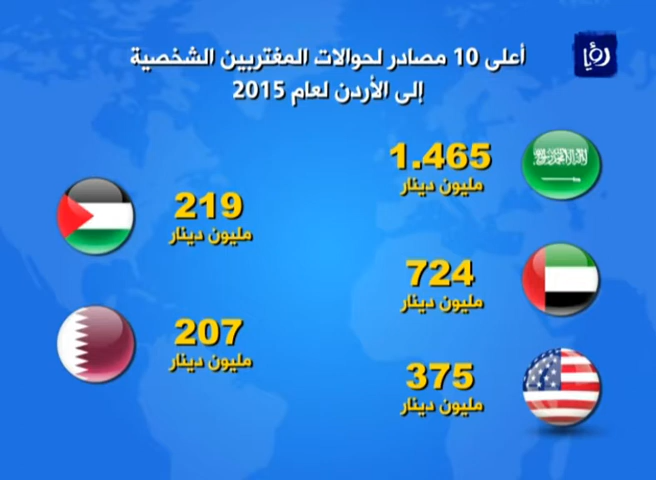 أعلى 10 مصادر لحوالات المغتربين الشخصية
إلى الأردن لعام 2015
رؤيا
1.465
مليون دينار
724
مليون دينار
375
مليون دينار
219
مليون دينار
207
مليون دينار